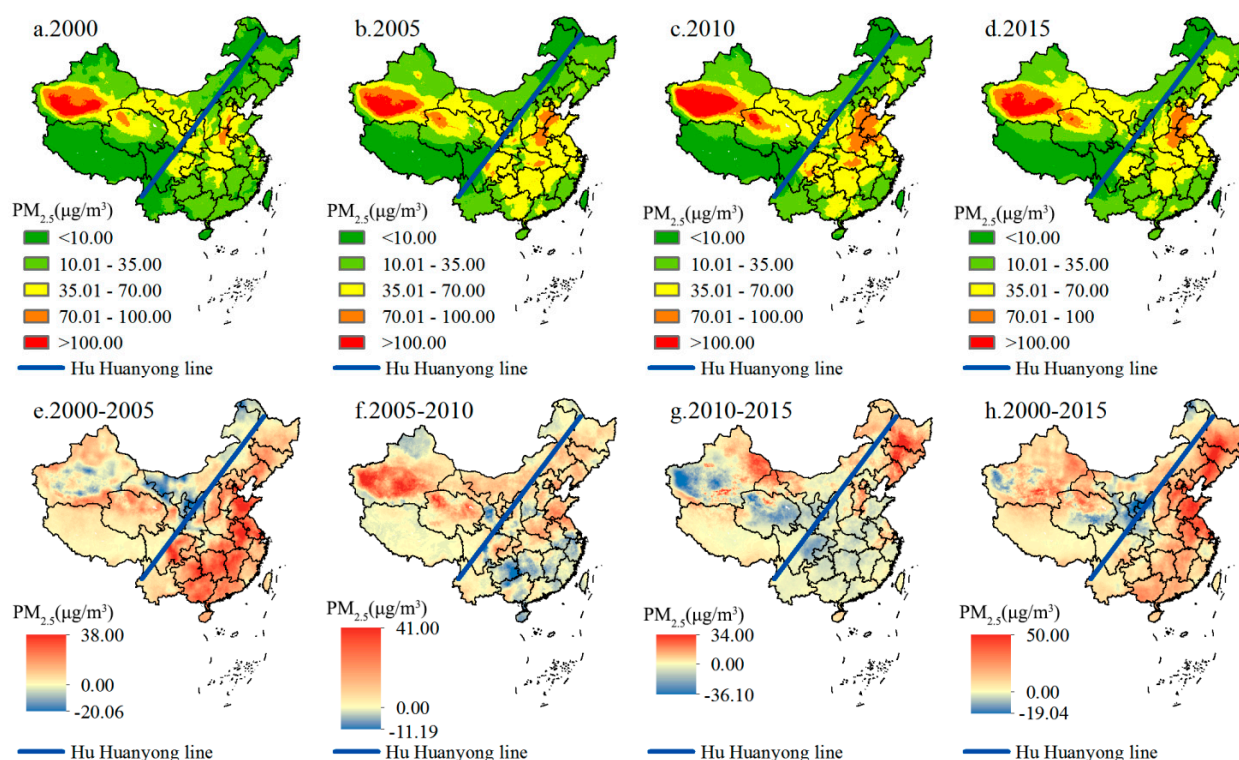 a.2000
PM2.5(μg/m³)
<10.00
10.01 - 35.00
35.01 - 70.00
70.01 - 100.00
>100.00
Hu Huanyong line
b.2005
PM2.5(μg/m³)
<10.00
10.01 - 35.00
35.01 - 70.00
70.01 - 100.00
>100.00
Hu Huanyong line
c.2010
PM2.5(μg/m³)
<10.00
10.01 - 35.00
35.01 - 70.00
70.01 - 100.00
>100.00
Hu Huanyong line
d.2015
PM2.5(μg/m³)
<10.00
10.01 - 35.00
35.01 - 70.00
70.01 - 100
>100.00
Hu Huanyong line
e.2000-2005
PM2.5(μg/m³)
38.00
0.00
-20.06
Hu Huanyong line
f.2005-2010
PM2.5(μg/m³)
41.00
0.00
-11.19
Hu Huanyong line
g.2010-2015
PM2.5(μg/m³)
34.00
0.00
-36.10
Hu Huanyong line
h.2000-2015
PM2.5(μg/m³)
50.00
0.00
-19.04
Hu Huanyong line